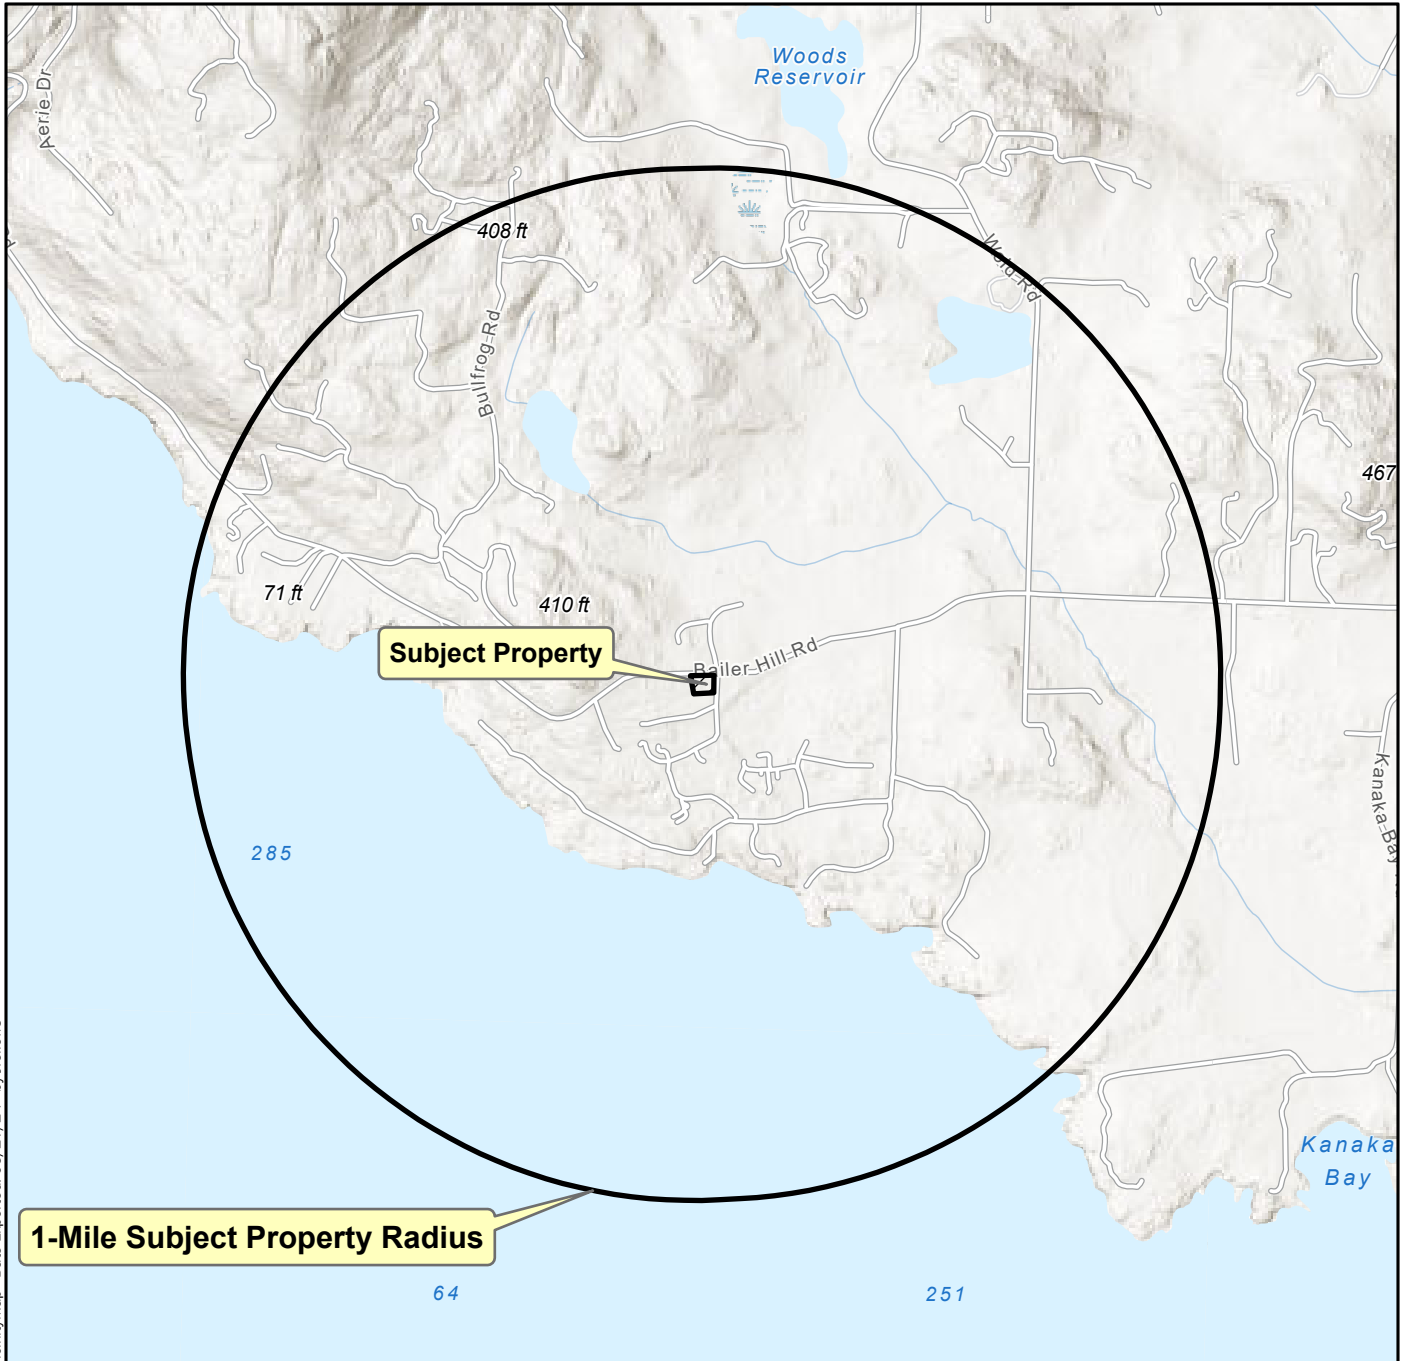 Woods
Reservoir
Aerie Dr
408 ft
Wold Rd
Bullfrog Rd
467
71 ft
410 ft
Subject Property
Bailer Hill Rd
Kanaka Bay
285
Kanaka
Bay
1-Mile Subject Property Radius
64
251